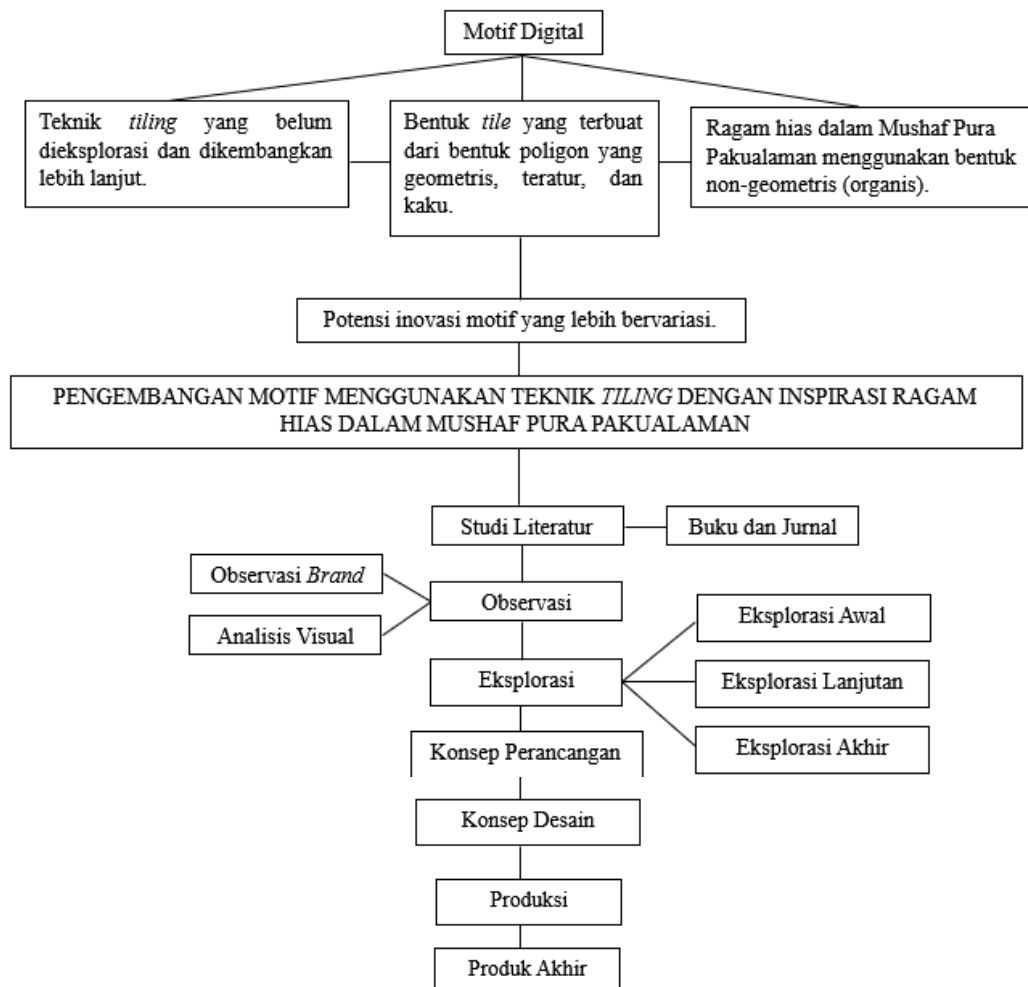 Motif Digital
Teknik tiling yang belum
dieksplorasi dan dikembangkan
lebih lanjut.
Bentuk tile yang terbuat
dari bentuk poligon yang
geometris, teratur, dan
kaku.
Ragam hias dalam Mushaf Pura
Pakualaman menggunakan bentuk
non-geometris (organis).
Potensi inovasi motif yang lebih bervariasi.
PENGEMBANGAN MOTIF MENGGUNAKAN TEKNIK TILING DENGAN INSPIRASI RAGAM
HIAS DALAM MUSHAF PURA PAKUALAMAN
Studi Literatur
Buku dan Jurnal
Observasi Brand
Analisis Visual
Observasi
Eksplorasi
Eksplorasi Awal
Eksplorasi Lanjutan
Eksplorasi Akhir
Konsep Perancangan
Konsep Desain
Produksi
Produk Akhir